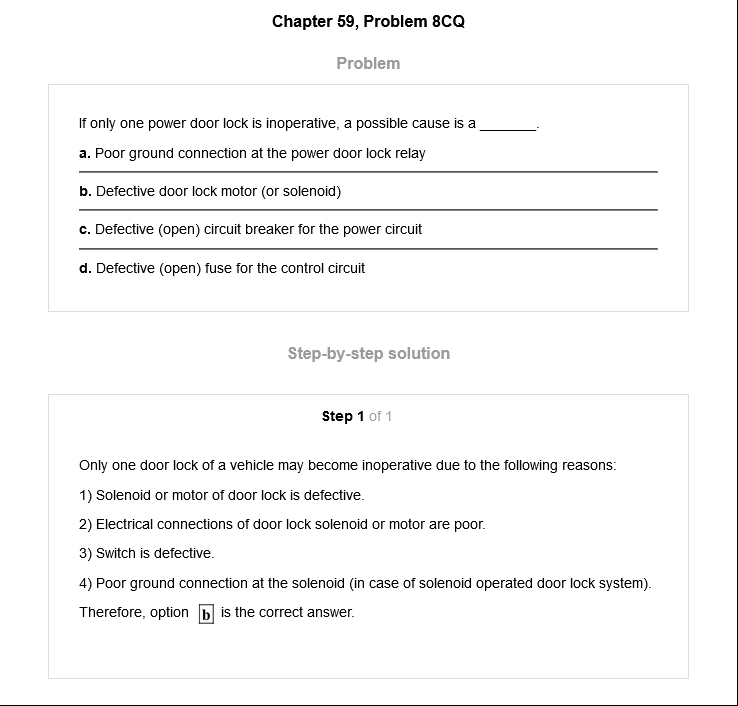 Chapter 59, Problem 8CQ
Problem
If only one power door lock is inoperative, a possible cause is a _______.
a. Poor ground connection at the power door lock relay
b. Defective door lock motor (or solenoid)
c. Defective (open) circuit breaker for the power circuit
d. Defective (open) fuse for the control circuit
Step-by-step solution
Step 1 of 1
Only one door lock of a vehicle may become inoperative due to the following reasons:
1) Solenoid or motor of door lock is defective.
2) Electrical connections of door lock solenoid or motor are poor.
3) Switch is defective.
4) Poor ground connection at the solenoid (in case of solenoid operated door lock system).
Therefore, option b is the correct answer.